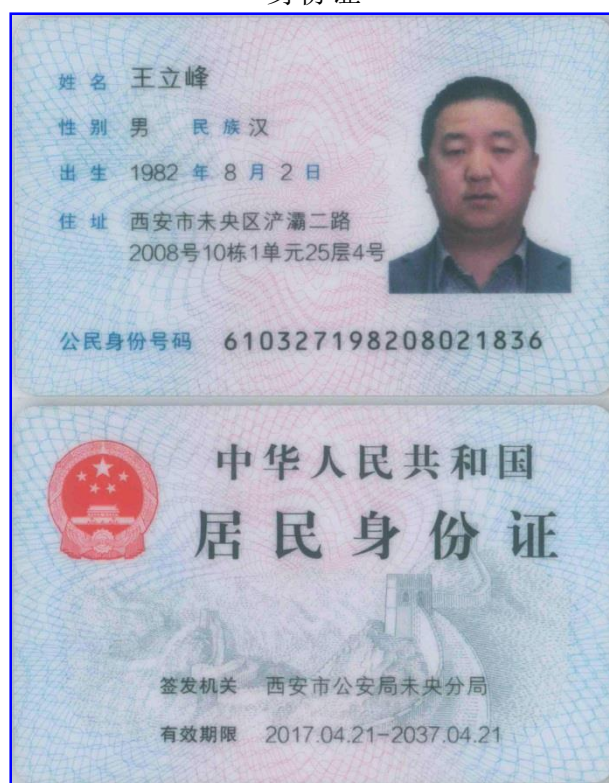 身份证
姓名 王立峰
性别 男 民族 汉
出生 1982 年 8 月 2 日
住址 西安市未央区浐灞二路
2008号10栋1单元25层4号
公民身份号码 610327198208021836
中华人民共和国
居民身份证
签发机关 西安市公安局未央分局
有效期限 2017.04.21-2037.04.21